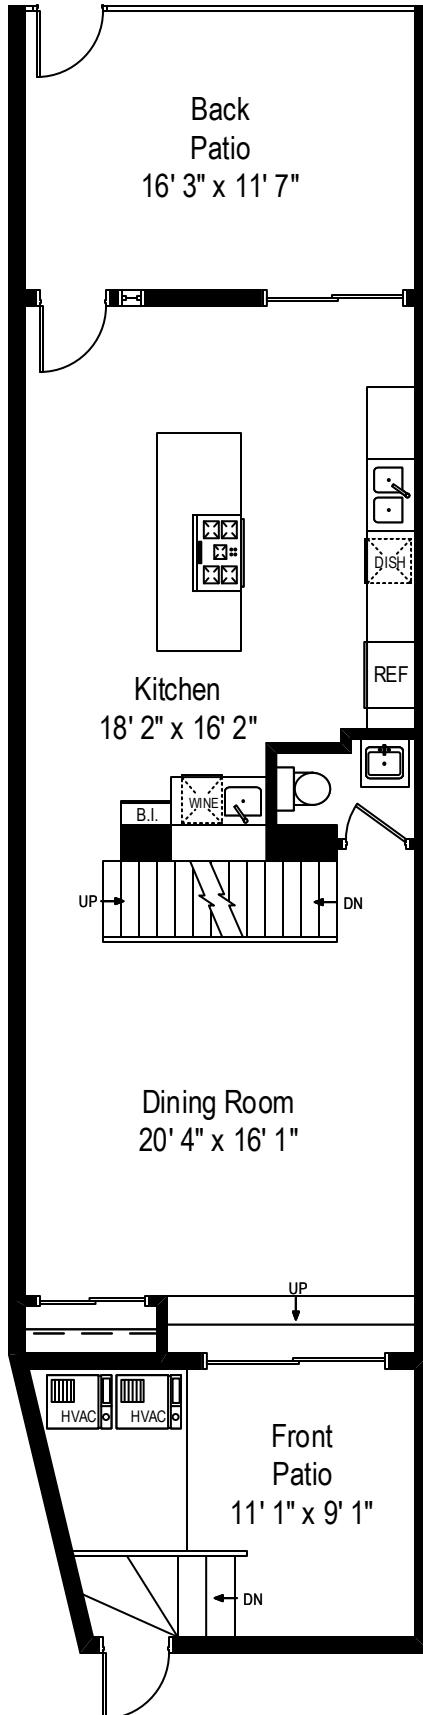 Back
Patio
16' 3" x 11' 7"
DISH
REF
Kitchen
18' 2" x 16' 2"
WINE
B.I.
UP
DN
Dining Room
20' 4" x 16' 1"
UP
HVAC
HVAC
Front
Patio
11' 1" x 9' 1"
DN